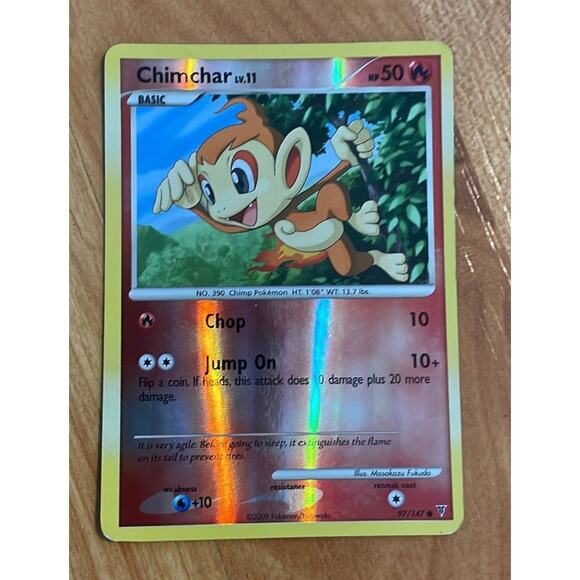 Chimchar LV.11 HP 50
BASIC
NO. 390 Chimp Pokémon HT: 1'08" WT: 13.7 lbs.
Chop 10
Jump On 10+
Flip a coin. If heads, this attack does 10 damage plus 20 more
damage.
It is very agile. Before going to sleep, it extinguishes the flame
on its tail to prevent fires.
Illus. Masakazu Fukuda
weakness resistance retreat cost
+10
©2009 Pokémon/Nintendo
97/147